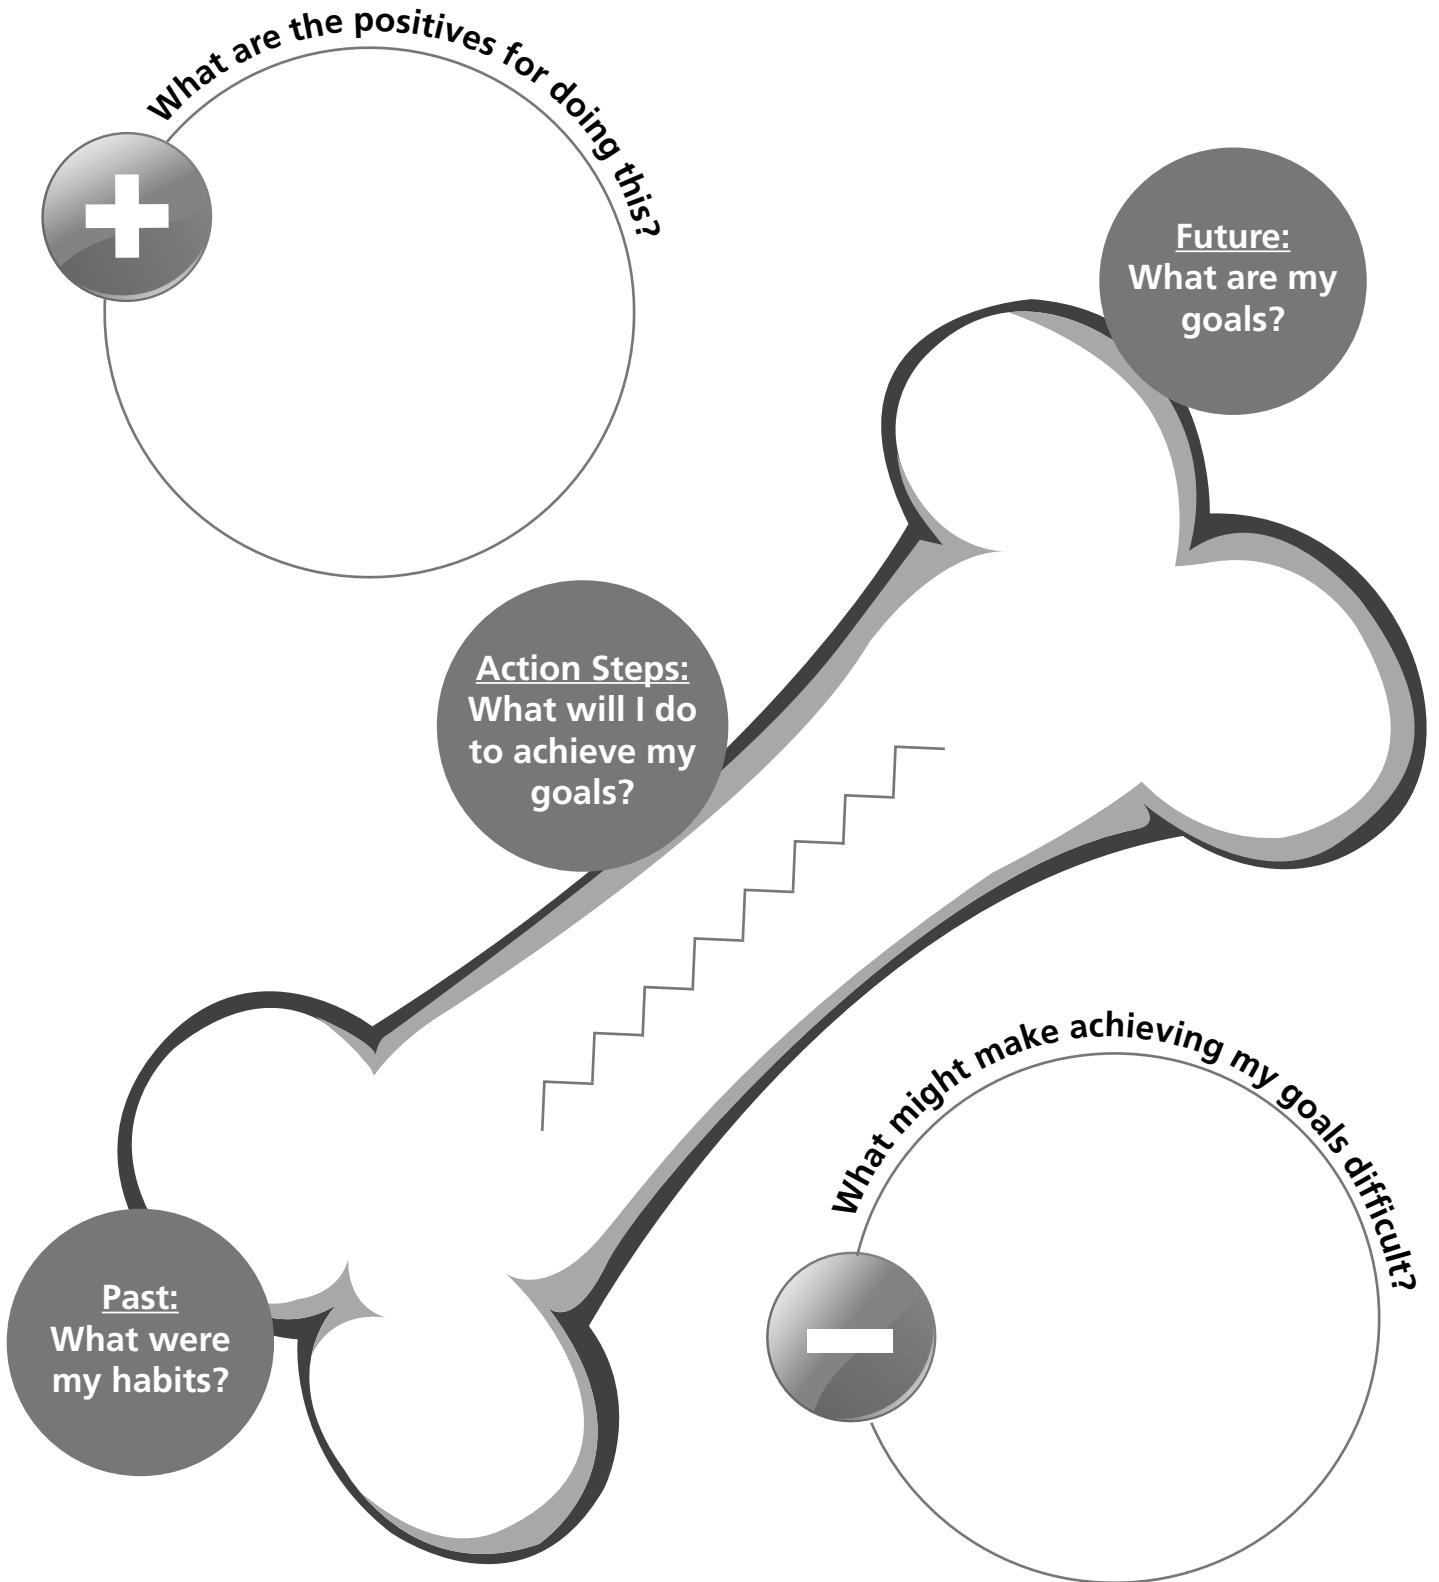 What are the positives for doing this?
Future:
What are my
goals?
Action Steps:
What will I do
to achieve my
goals?
What might make achieving my goals difficult?
Past:
What were
my habits?